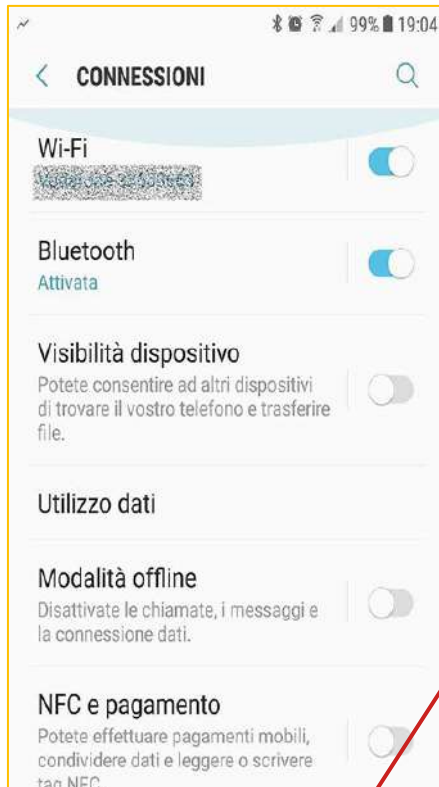 99% 19:04
CONNESSIONI
Wi-Fi
Bluetooth
Attivata
Visibilità dispositivo
Potete consentire ad altri dispositivi
di trovare il vostro telefono e trasferire
file.
Utilizzo dati
Modalità offline
Disattivate le chiamate, i messaggi e
la connessione dati.
NFC e pagamento
Potete effettuare pagamenti mobili,
condividere dati e leggere o scrivere
tag NFC.